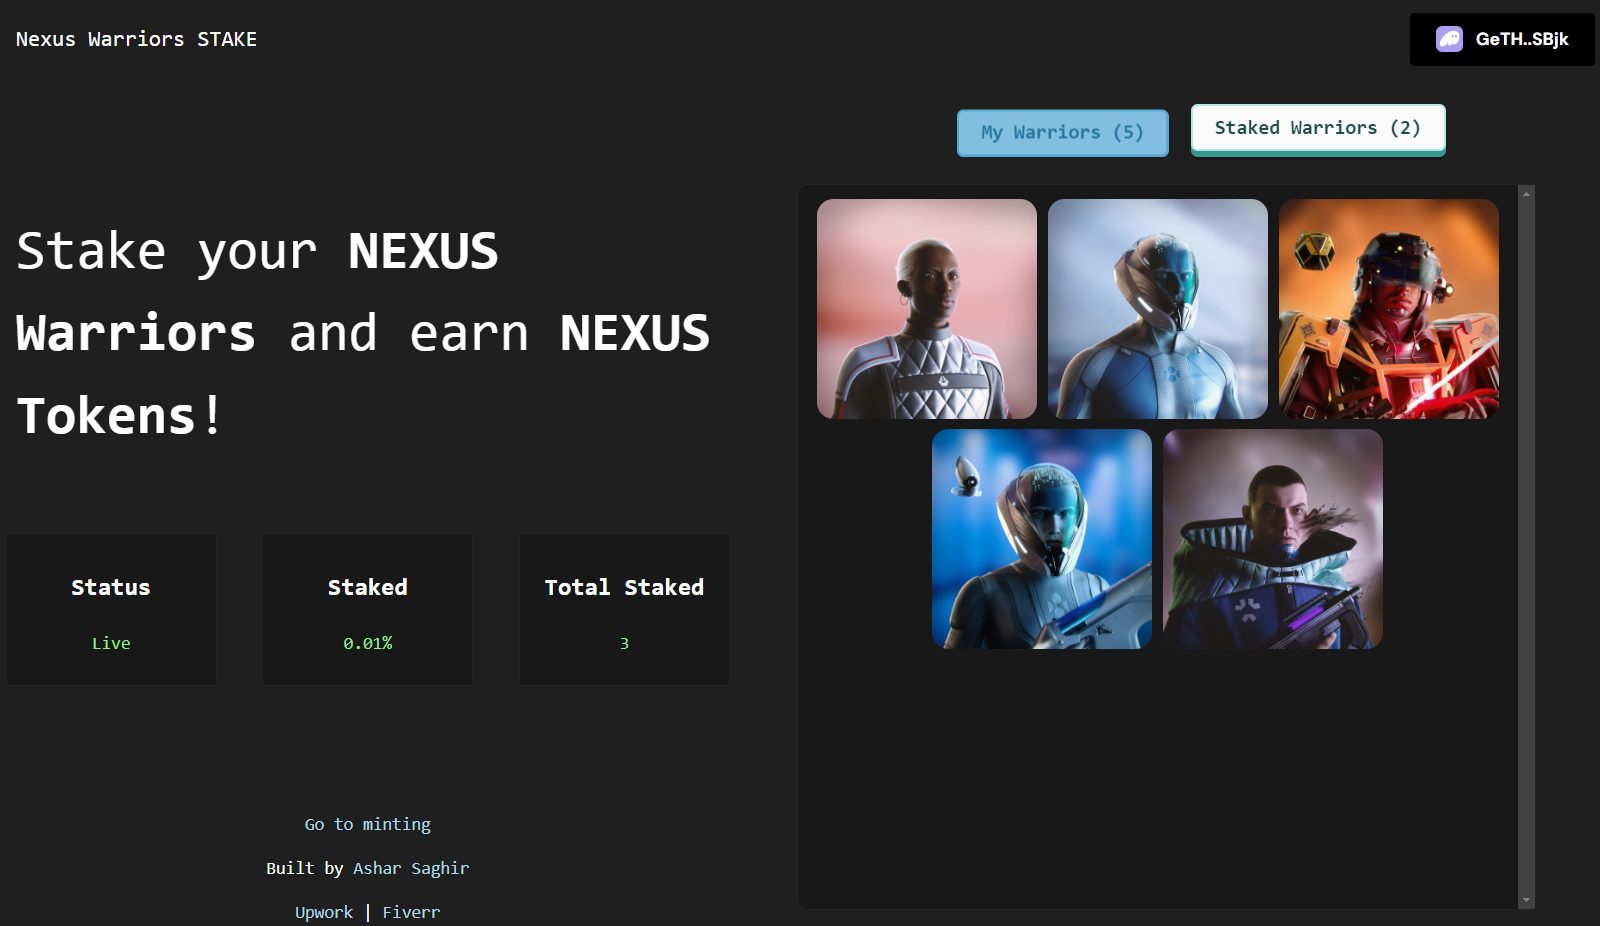 Nexus Warriors STAKE
GeTH..SBjk
My Warriors (5)
Staked Warriors (2)
Stake your NEXUS
Warriors and earn NEXUS
Tokens!
Status
Live
Staked
0.01%
Total Staked
3
Go to minting
Built by Ashar Saghir
Upwork | Fiverr